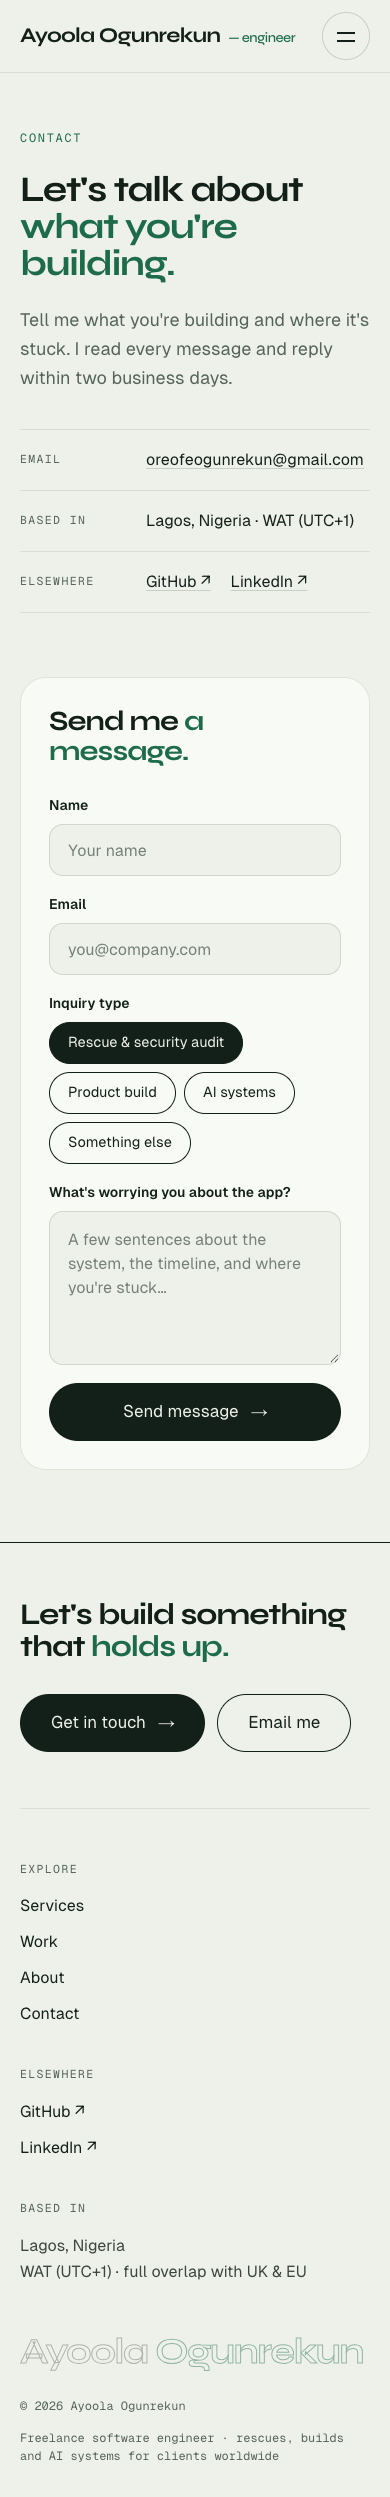 Ayoola Ogunrekun — engineer
CONTACT
Let's talk about
what you're
building.
Tell me what you're building and where it's
stuck. I read every message and reply
within two business days.
EMAIL oreofeogunrekun@gmail.com
BASED IN Lagos, Nigeria · WAT (UTC+1)
ELSEWHERE GitHub ↗ LinkedIn ↗
Send me a
message.
Name
Your name
Email
you@company.com
Inquiry type
Rescue & security audit
Product build AI systems
Something else
What's worrying you about the app?
A few sentences about the
system, the timeline, and where
you're stuck…
Send message →
Let's build something
that holds up.
Get in touch → Email me
EXPLORE
Services
Work
About
Contact
ELSEWHERE
GitHub ↗
LinkedIn ↗
BASED IN
Lagos, Nigeria
WAT (UTC+1) · full overlap with UK & EU
Ayoola Ogunrekun
© 2026 Ayoola Ogunrekun
Freelance software engineer · rescues, builds
and AI systems for clients worldwide